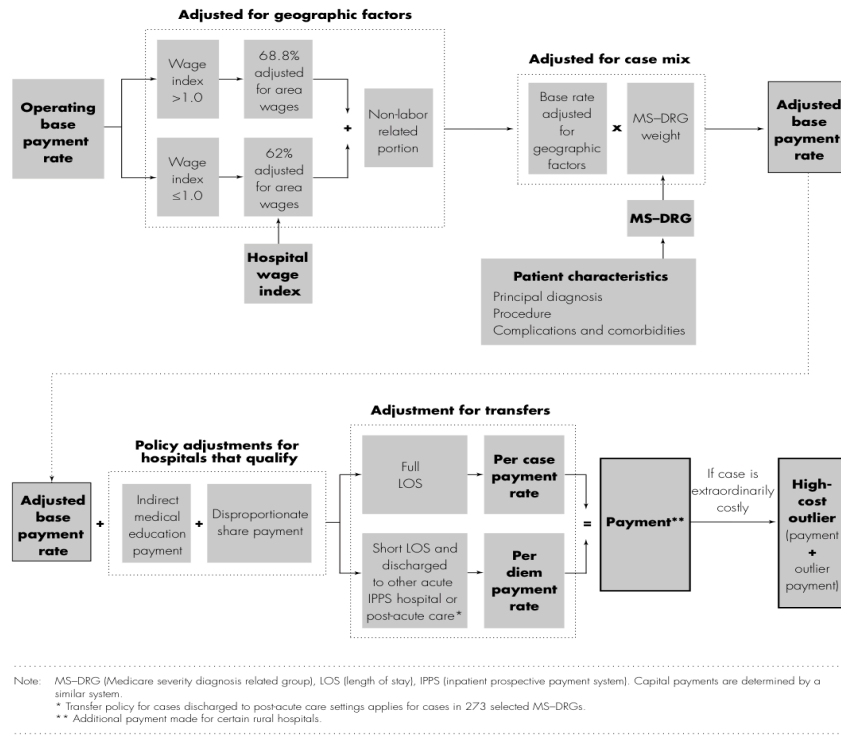 Adjusted for geographic factors
Operating
base
payment
rate
Wage
index
>1.0
68.8%
adjusted
for area
wages
Wage
index
≤1.0
62%
adjusted
for area
wages
+
Non-labor
related
portion
Hospital
wage
index
Adjusted for case mix
Base rate
adjusted
for
geographic
factors
x
MS–DRG
weight
MS–DRG
Patient characteristics
Principal diagnosis
Procedure
Complications and comorbidities
Adjusted
base
payment
rate
Adjusted
base
payment
rate
+
Policy adjustments for
hospitals that qualify
Indirect
medical
education
payment
+
Disproportionate
share payment
Adjustment for transfers
Full
LOS
Per case
payment
rate
Short LOS and
discharged
to other acute
IPPS hospital or
post-acute care*
Per
diem
payment
rate
=
Payment**
If case is
extraordinarily
costly
High-
cost
outlier
(payment
+
outlier
payment)
Note: MS–DRG (Medicare severity diagnosis related group), LOS (length of stay), IPPS (inpatient prospective payment system). Capital payments are determined by a
similar system.
* Transfer policy for cases discharged to post-acute care settings applies for cases in 273 selected MS–DRGs.
** Additional payment made for certain rural hospitals.